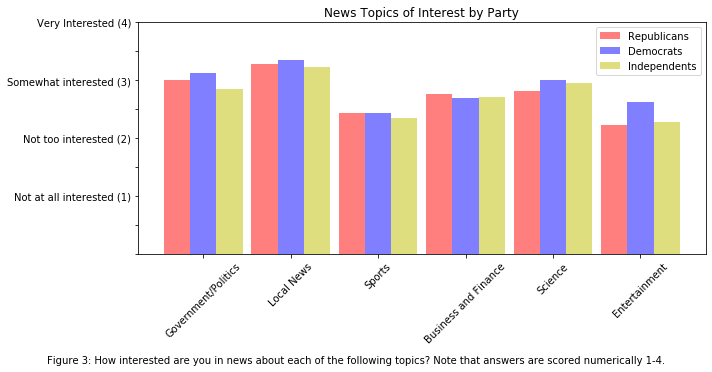 News Topics of Interest by Party
Very Interested (4)
Somewhat interested (3)
Not too interested (2)
Not at all interested (1)
Republicans
Democrats
Independents
Government/Politics
Local News
Sports
Business and Finance
Science
Entertainment
Figure 3: How interested are you in news about each of the following topics? Note that answers are scored numerically 1-4.